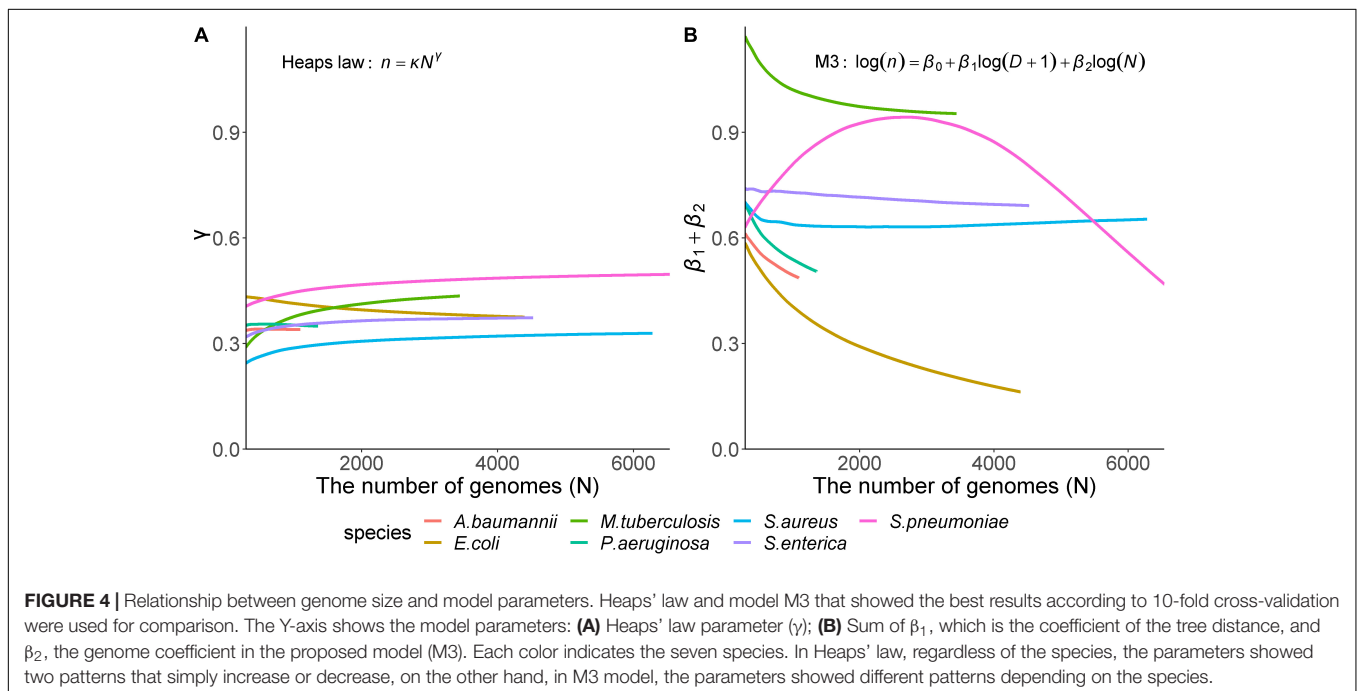 A
Heaps law : n = κN^γ
0.9
0.6
0.3
0.0
γ
2000 4000 6000
The number of genomes (N)
B
M3 : log(n) = β₀ + β₁log(D + 1) + β₂log(N)
0.9
0.6
0.3
0.0
β₁ + β₂
2000 4000 6000
The number of genomes (N)
species
A.baumannii M.tuberculosis S.aureus S.pneumoniae
E.coli P.aeruginosa S.enterica
FIGURE 4 | Relationship between genome size and model parameters. Heaps' law and model M3 that showed the best results according to 10-fold cross-validation
were used for comparison. The Y-axis shows the model parameters: (A) Heaps' law parameter (γ); (B) Sum of β₁, which is the coefficient of the tree distance, and
β₂, the genome coefficient in the proposed model (M3). Each color indicates the seven species. In Heaps' law, regardless of the species, the parameters showed
two patterns that simply increase or decrease, on the other hand, in M3 model, the parameters showed different patterns depending on the species.